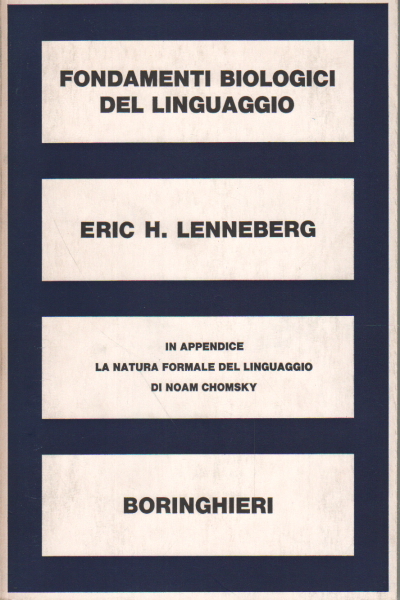 FONDAMENTI BIOLOGICI
DEL LINGUAGGIO
ERIC H. LENNEBERG
IN APPENDICE
LA NATURA FORMALE DEL LINGUAGGIO
DI NOAM CHOMSKY
BORINGHIERI